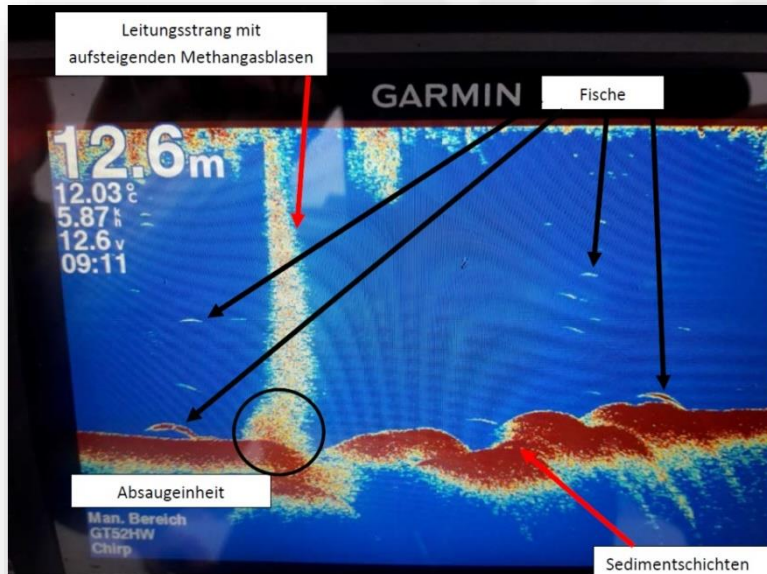 Leitungsstrang mit
aufsteigenden Methangasblasen
GARMIN
Fische
12.6m
12.03 °C
5.87 k/h
12.6 v
09:11
Absaugeinheit
Man. Bereich
GT52HW
Chirp
Sedimentschichten